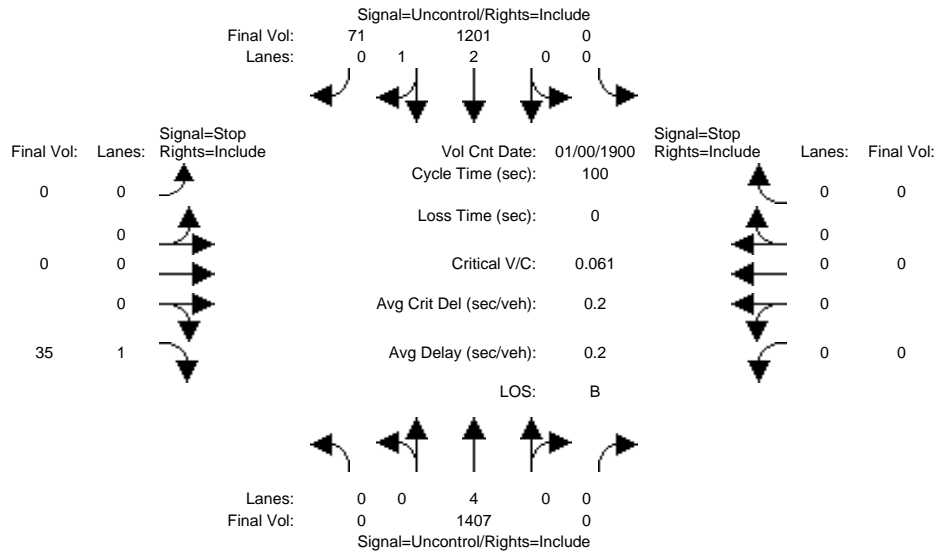 Signal=Uncontrol/Rights=Include
Final Vol: 71 1201 0
Lanes: 0 1 2 0 0
Signal=Stop Signal=Stop
Final Vol: Lanes: Rights=Include Vol Cnt Date: 01/00/1900 Rights=Include Lanes: Final Vol:
Cycle Time (sec): 100
0 0 0 0
Loss Time (sec): 0
0 0
0 0 Critical V/C: 0.061 0 0
0 Avg Crit Del (sec/veh): 0.2 0
35 1 Avg Delay (sec/veh): 0.2 0 0
LOS: B
Lanes: 0 0 4 0 0
Final Vol: 0 1407 0
Signal=Uncontrol/Rights=Include